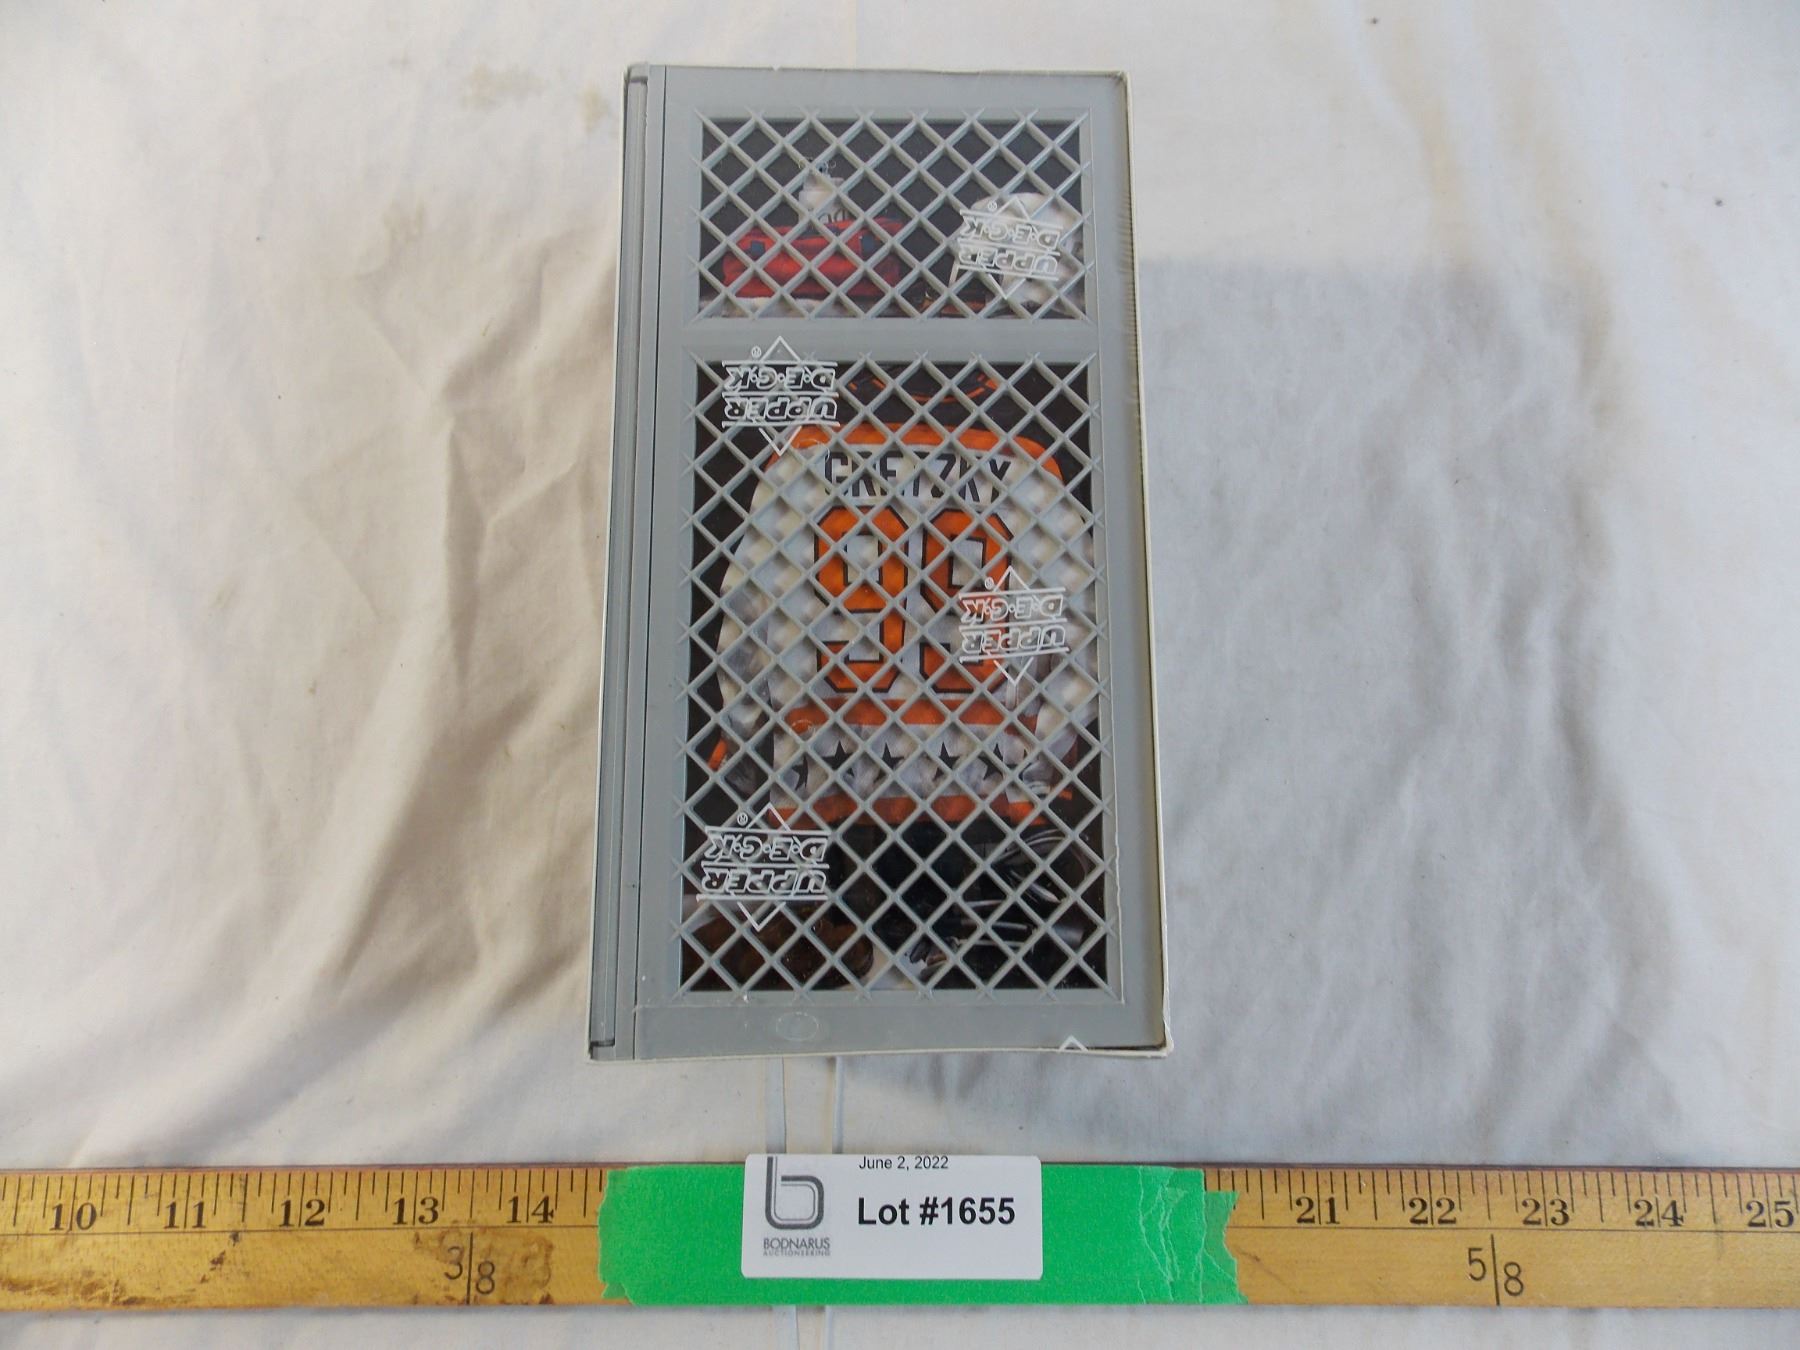 UPPER
D.E.C.K
®
®
D.E.C.K
UPPER
GRETZKY
99
®
D.E.C.K
UPPER
®
D.E.C.K
UPPER
June 2, 2022
Lot #1655
BODNARUS
AUCTIONEERING
10 11 12 13 14 21 22 23 24 25
3|8 5|8